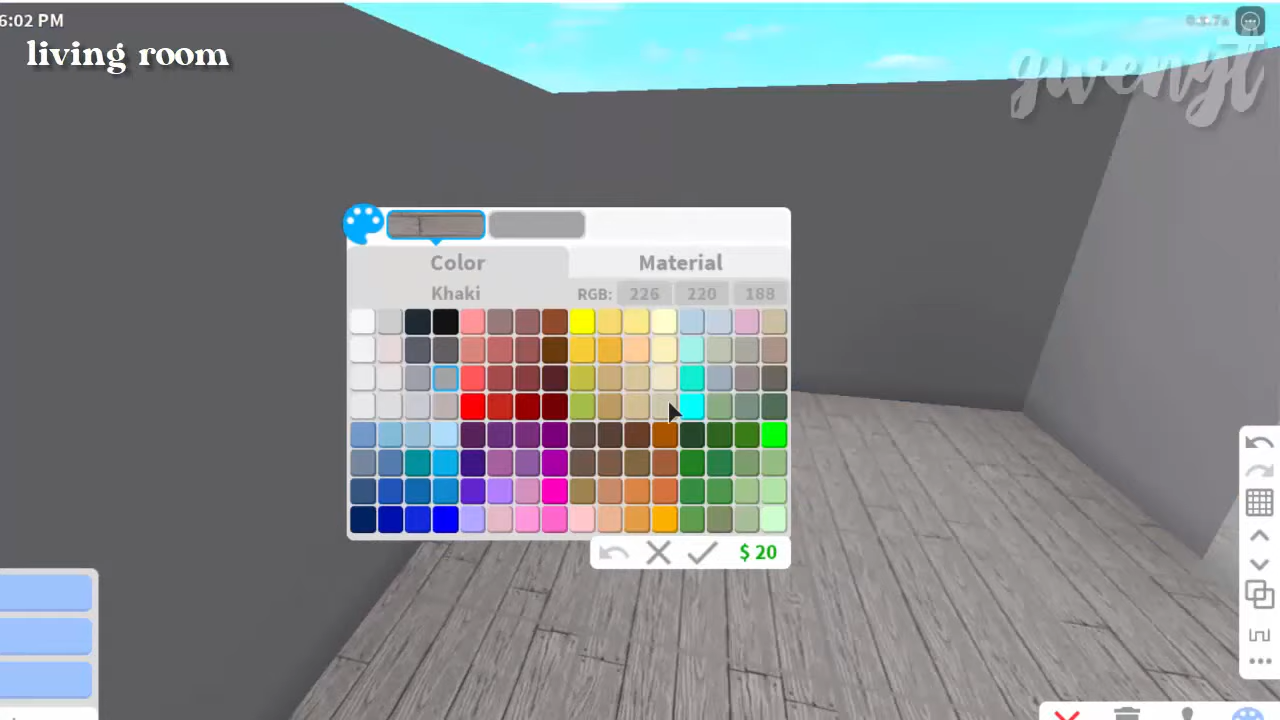 6:02 PM
living room
gwenyt
Color
Material
Khaki
RGB: 226 220 188
$ 20